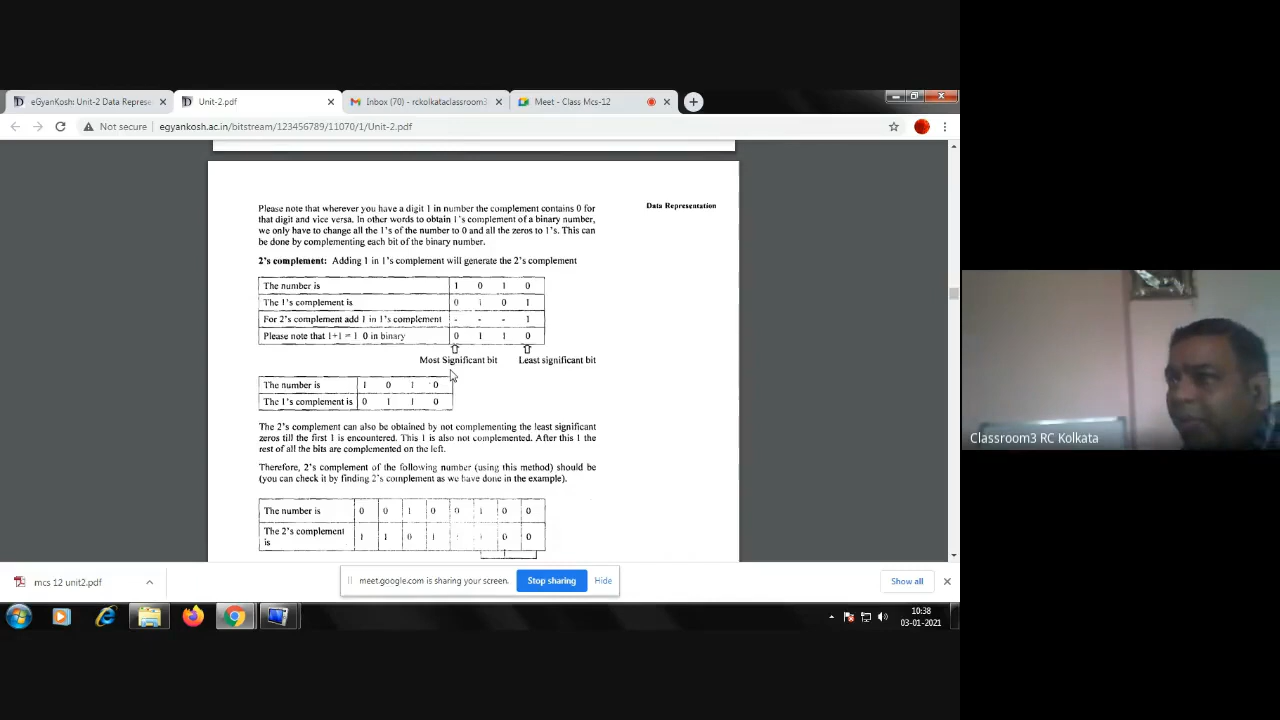 eGyanKosh: Unit-2 Data Represe
Unit-2.pdf
Inbox (70) - rckolkataclassroom3
Meet - Class Mcs-12
Not secure
egyankosh.ac.in/bitstream/123456789/11070/1/Unit-2.pdf
Please note that wherever you have a digit 1 in number the complement contains 0 for
that digit and vice versa. In other words to obtain 1's complement of a binary number,
we only have to change all the 1's of the number to 0 and all the zeros to 1's. This can
be done by complementing each bit of the binary number.
Data Representation
2's complement: Adding 1 in 1's complement will generate the 2's complement
The number is 1 0 1 0
The 1's complement is 0 1 0 1
For 2's complement add 1 in 1's complement - - - 1
Please note that 1+1 = 1 0 in binary 0 1 1 0
Most Significant bit Least significant bit
The number is 1 0 1 0
The 1's complement is 0 1 1 0
The 2's complement can also be obtained by not complementing the least significant
zeros till the first 1 is encountered. This 1 is also not complemented. After this 1 the
rest of all the bits are complemented on the left.
Therefore, 2's complement of the following number (using this method) should be
(you can check it by finding 2's complement as we have done in the example).
The number is 0 0 1 0 0 1 0 0
The 2's complement 1 1 0 1 1 1 0 0
is
Classroom3 RC Kolkata
mcs 12 unit2.pdf
meet.google.com is sharing your screen.
Stop sharing
Hide
Show all
10:38
03-01-2021